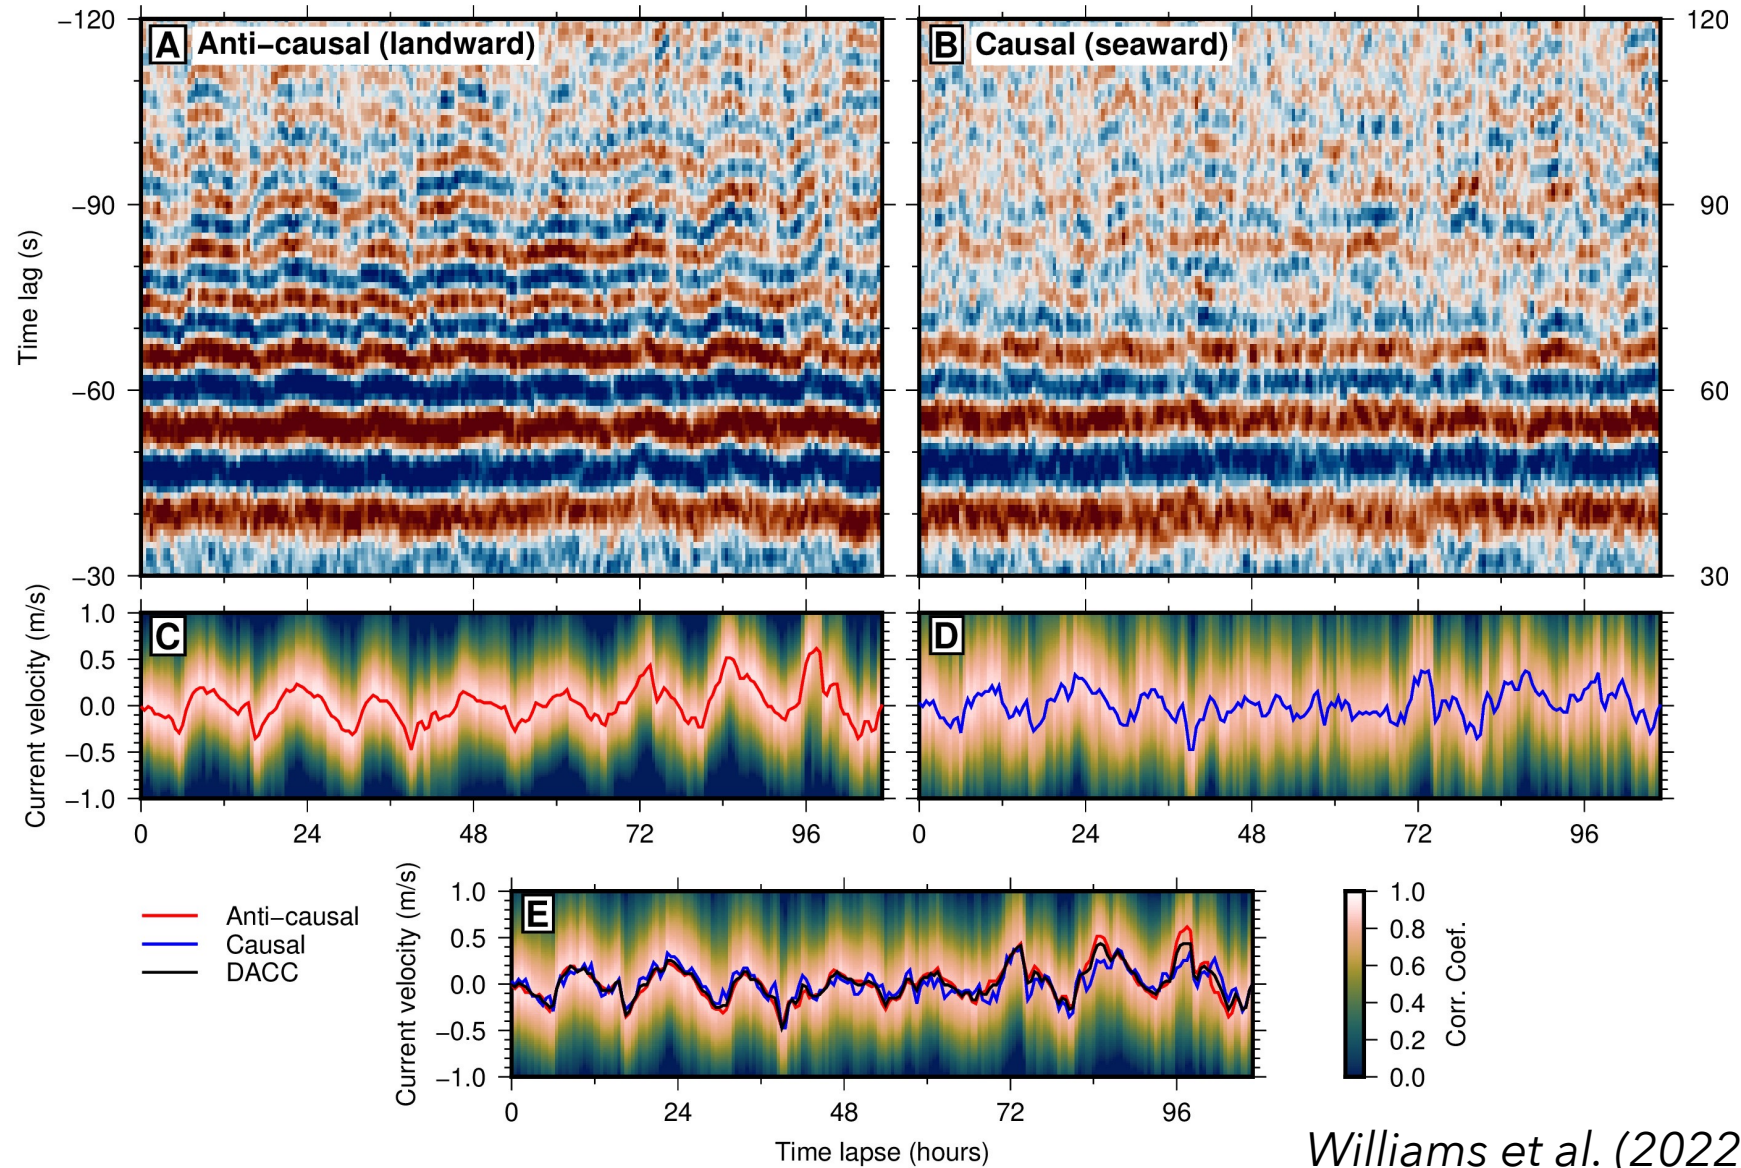 −120
A Anti−causal (landward)
B Causal (seaward)
120
−90
90
Time lag (s)
−60
60
−30
30
Current velocity (m/s)
1.0
0.5
0.0
−0.5
−1.0
C
D
0 24 48 72 96
0 24 48 72 96
Anti−causal
Causal
DACC
Current velocity (m/s)
1.0
0.5
0.0
−0.5
−1.0
E
0 24 48 72 96
Time lapse (hours)
1.0
0.8
0.6
0.4
0.2
0.0
Corr. Coef.
Williams et al. (2022